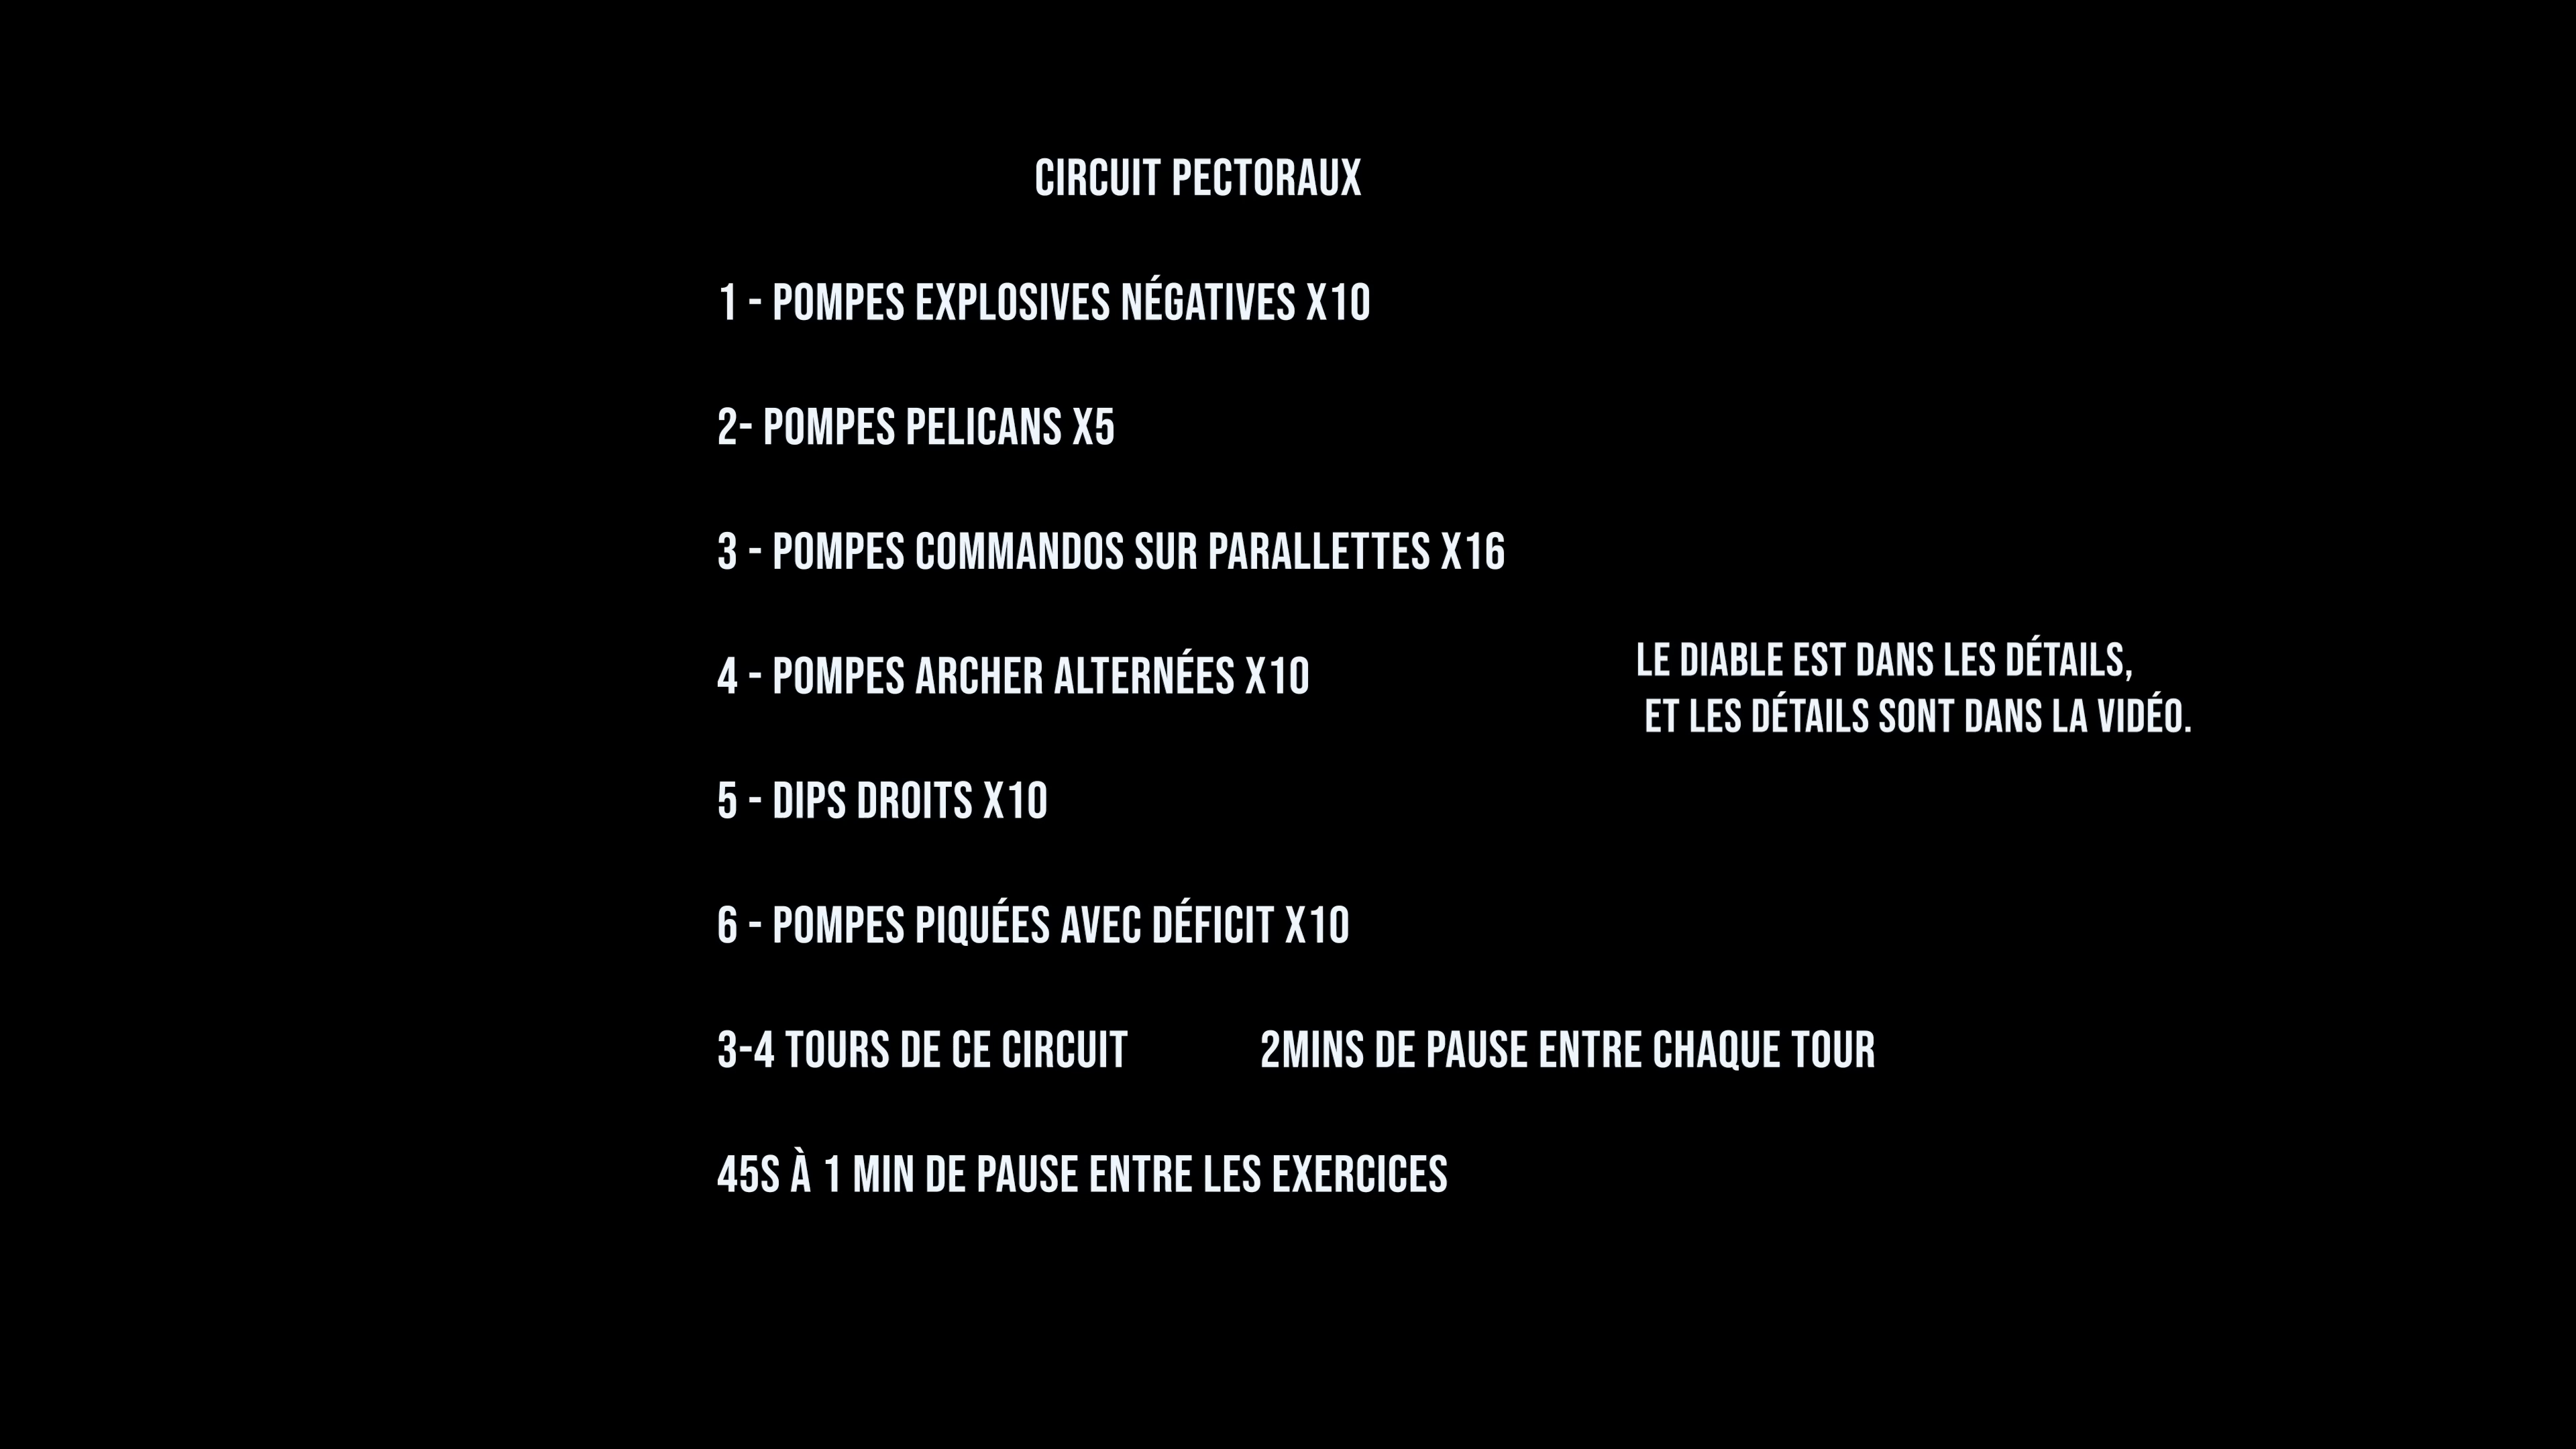 CIRCUIT PECTORAUX
1 - POMPES EXPLOSIVES NÉGATIVES X10
2- POMPES PELICANS X5
3 - POMPES COMMANDOS SUR PARALLETTES X16
4 - POMPES ARCHER ALTERNÉES X10
LE DIABLE EST DANS LES DÉTAILS,
ET LES DÉTAILS SONT DANS LA VIDÉO.
5 - DIPS DROITS X10
6 - POMPES PIQUÉES AVEC DÉFICIT X10
3-4 TOURS DE CE CIRCUIT 2MINS DE PAUSE ENTRE CHAQUE TOUR
45S À 1 MIN DE PAUSE ENTRE LES EXERCICES